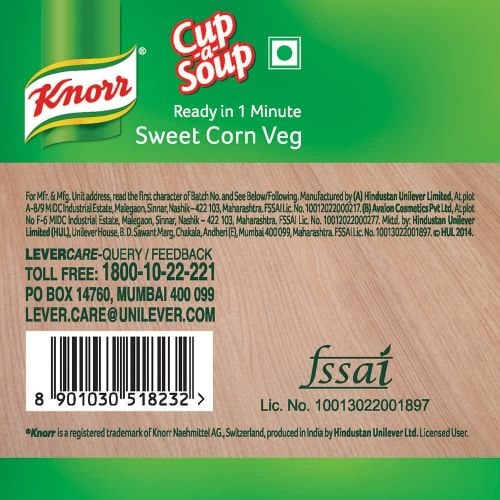 Knorr®
Cup
-a-
Soup
Ready in 1 Minute
Sweet Corn Veg
For Mfr. & Mfg. Unit address, read the first character of Batch No. and See Below/Following. Manufactured by (A) Hindustan Unilever Limited, At plot
A-8/9 MIDC Industrial Estate, Malegaon, Sinnar, Nashik - 422 103, Maharashtra. FSSAI Lic. No. 10012022000217. (B) Avalon Cosmetics Pvt Ltd, At plot
No F-6 MIDC Industrial Estate, Malegaon, Sinnar, Nashik – 422 103, Maharashtra. FSSAI Lic. No. 10012022000277. Mktd. by: Hindustan Unilever
Limited (HUL), Unilever House, B. D. Sawant Marg, Chakala, Andheri (E), Mumbai 400 099, Maharashtra. FSSAI Lic. No. 10013022001897. © HUL 2014.
LEVERCARE-QUERY / FEEDBACK
TOLL FREE: 1800-10-22-221
PO BOX 14760, MUMBAI 400 099
LEVER.CARE@UNILEVER.COM
8 901030 518232 >
fssai
Lic. No. 10013022001897
®Knorr is a registered trademark of Knorr Naehmittel AG., Switzerland, produced in India by Hindustan Unilever Ltd. Licensed User.